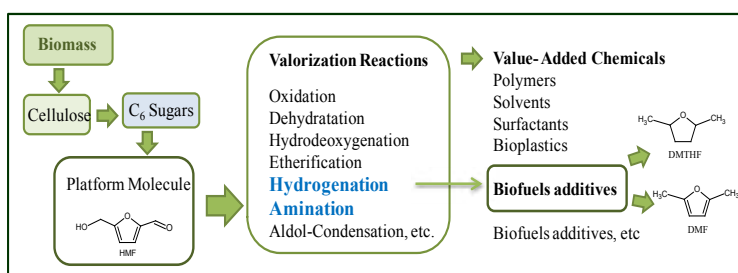 Biomass
Cellulose
C6 Sugars
Platform Molecule
HO
O
O
HMF
Valorization Reactions
Oxidation
Dehydratation
Hydrodeoxygenation
Etherification
Hydrogenation
Amination
Aldol-Condensation, etc.
Value- Added Chemicals
Polymers
Solvents
Surfactants
Bioplastics
Biofuels additives
Biofuels additives, etc
H3C
O
CH3
DMTHF
H3C
O
CH3
DMF